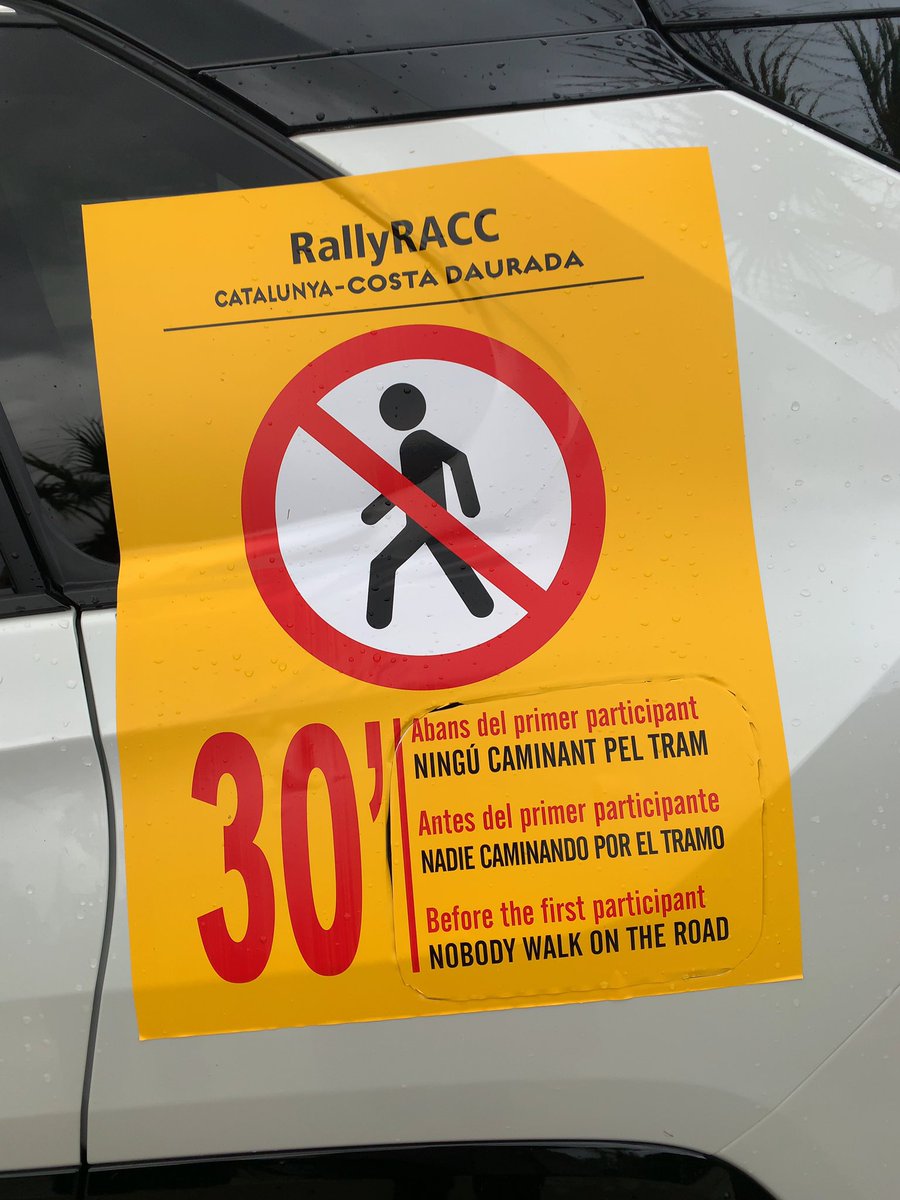 RallyRACC
CATALUNYA-COSTA DAURADA
30'
Abans del primer participant
NINGÚ CAMINANT PEL TRAM
Antes del primer participante
NADIE CAMINANDO POR EL TRAMO
Before the first participant
NOBODY WALK ON THE ROAD